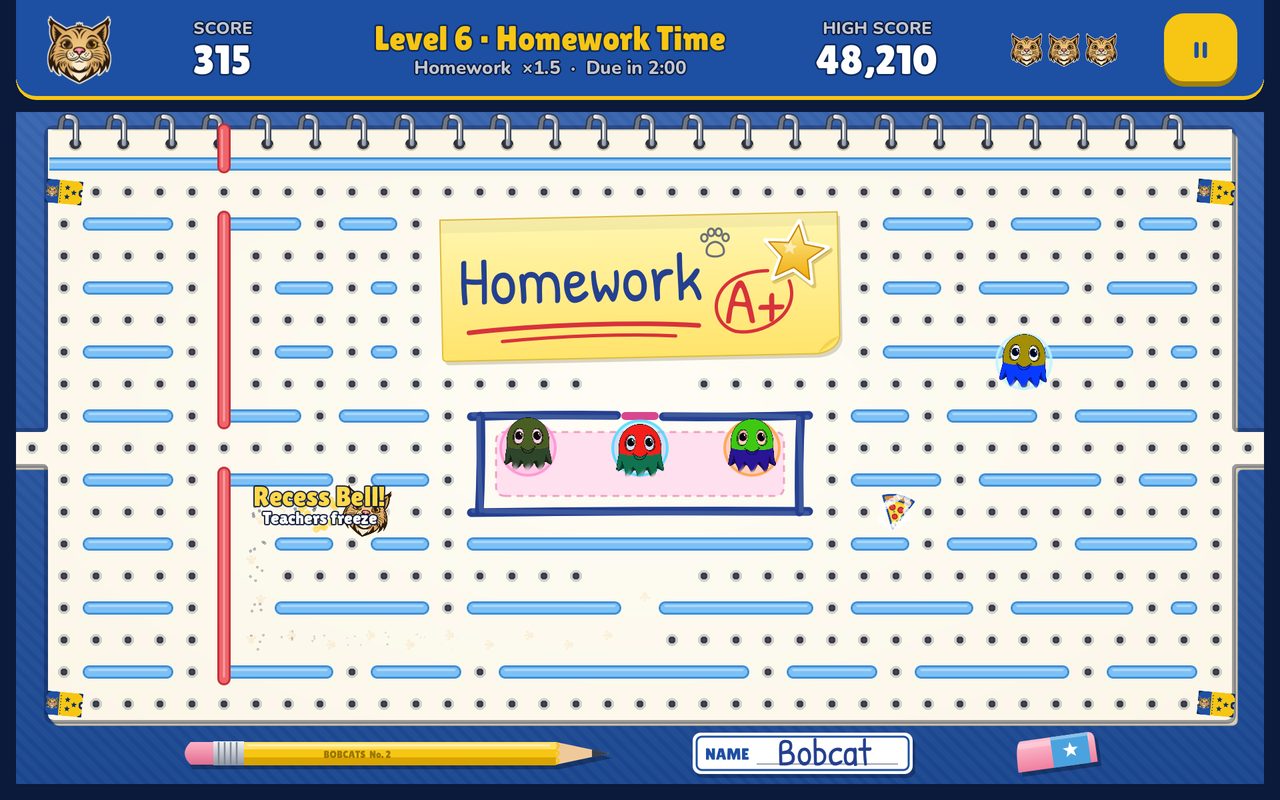 SCORE
315
Level 6 · Homework Time
Homework ×1.5 · Due in 2:00
HIGH SCORE
48,210
Homework
A+
Recess Bell!
Teachers freeze
BOBCATS No. 2
NAME Bobcat